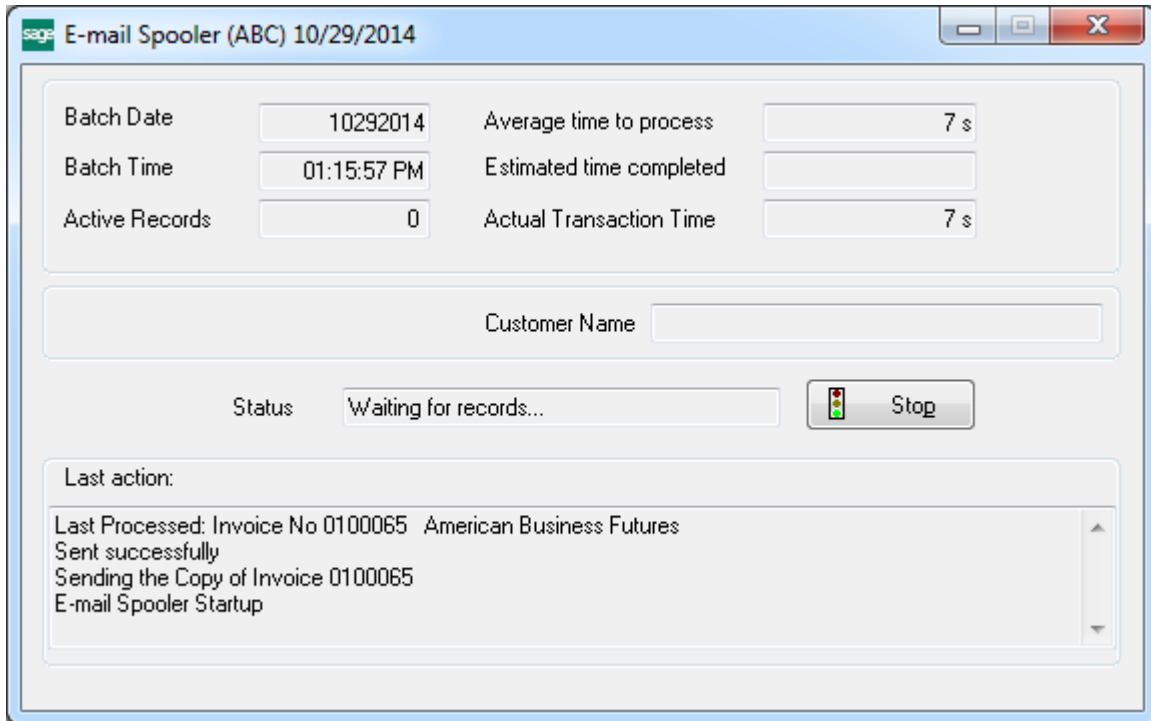 sage E-mail Spooler (ABC) 10/29/2014
Batch Date 10292014 Average time to process 7 s
Batch Time 01:15:57 PM Estimated time completed
Active Records 0 Actual Transaction Time 7 s
Customer Name
Status Waiting for records... Stop
Last action:
Last Processed: Invoice No 0100065 American Business Futures
Sent successfully
Sending the Copy of Invoice 0100065
E-mail Spooler Startup